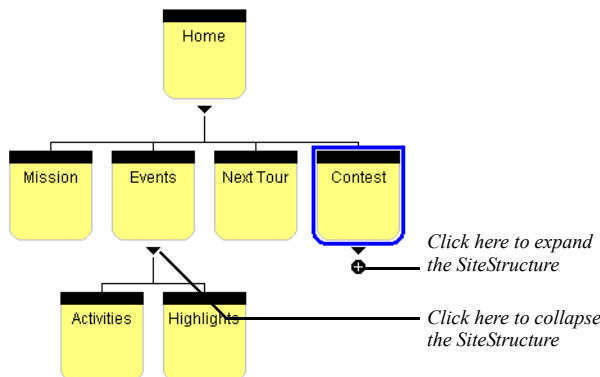 Home
Mission
Events
Next Tour
Contest
Click here to expand
the SiteStructure
Activities
Highlights
Click here to collapse
the SiteStructure